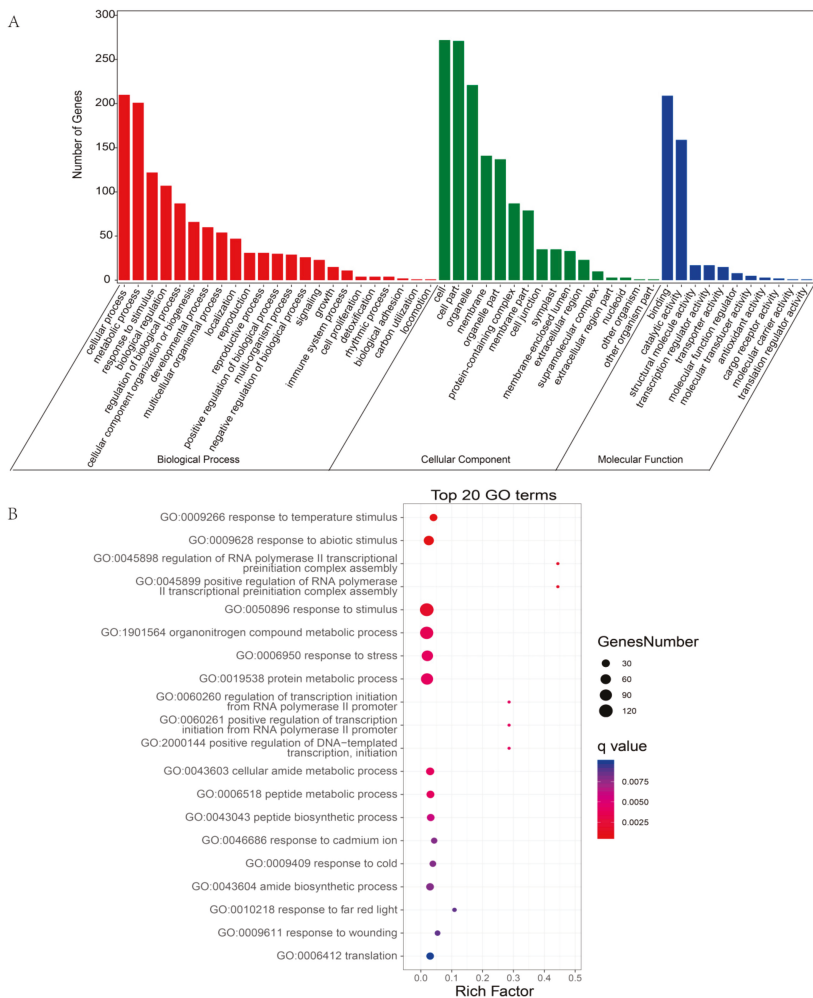 A
300
250
200
150
100
50
0
Number of Genes
cellular process
metabolic process
response to stimulus
biological regulation
regulation of biological process
cellular component organization or biogenesis
developmental process
multicellular organismal process
localization
reproduction
reproductive process
positive regulation of biological process
multi-organism process
negative regulation of biological process
signaling
growth
immune system process
cell proliferation
detoxification
rhythmic process
biological adhesion
carbon utilization
locomotion
cell
cell part
organelle
membrane
organelle part
protein-containing complex
membrane part
cell junction
symplast
membrane-enclosed lumen
extracellular region
supramolecular complex
extracellular region part
nucleoid
other organism
other organism part
binding
catalytic activity
structural molecule activity
transcription regulator activity
transporter activity
molecular function regulator
molecular transducer activity
antioxidant activity
cargo receptor activity
molecular carrier activity
translation regulator activity
Biological Process
Cellular Component
Molecular Function
B
Top 20 GO terms
GO:0009266 response to temperature stimulus
GO:0009628 response to abiotic stimulus
GO:0045898 regulation of RNA polymerase II transcriptional
preinitiation complex assembly
GO:0045899 positive regulation of RNA polymerase
II transcriptional preinitiation complex assembly
GO:0050896 response to stimulus
GO:1901564 organonitrogen compound metabolic process
GO:0006950 response to stress
GO:0019538 protein metabolic process
GO:0060260 regulation of transcription initiation
from RNA polymerase II promoter
GO:0060261 positive regulation of transcription
initiation from RNA polymerase II promoter
GO:2000144 positive regulation of DNA−templated
transcription, initiation
GO:0043603 cellular amide metabolic process
GO:0006518 peptide metabolic process
GO:0043043 peptide biosynthetic process
GO:0046686 response to cadmium ion
GO:0009409 response to cold
GO:0043604 amide biosynthetic process
GO:0010218 response to far red light
GO:0009611 response to wounding
GO:0006412 translation
0.0 0.1 0.2 0.3 0.4 0.5
Rich Factor
GenesNumber
30
60
90
120
q value
0.0075
0.0050
0.0025